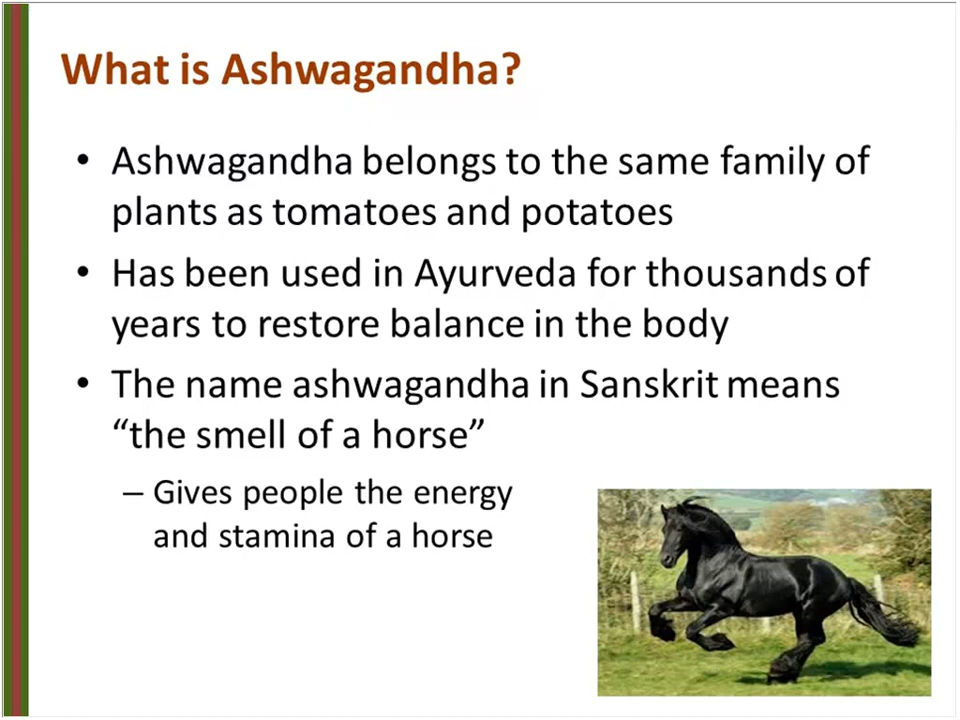 What is Ashwagandha?
• Ashwagandha belongs to the same family of
plants as tomatoes and potatoes
• Has been used in Ayurveda for thousands of
years to restore balance in the body
• The name ashwagandha in Sanskrit means
“the smell of a horse”
– Gives people the energy
and stamina of a horse